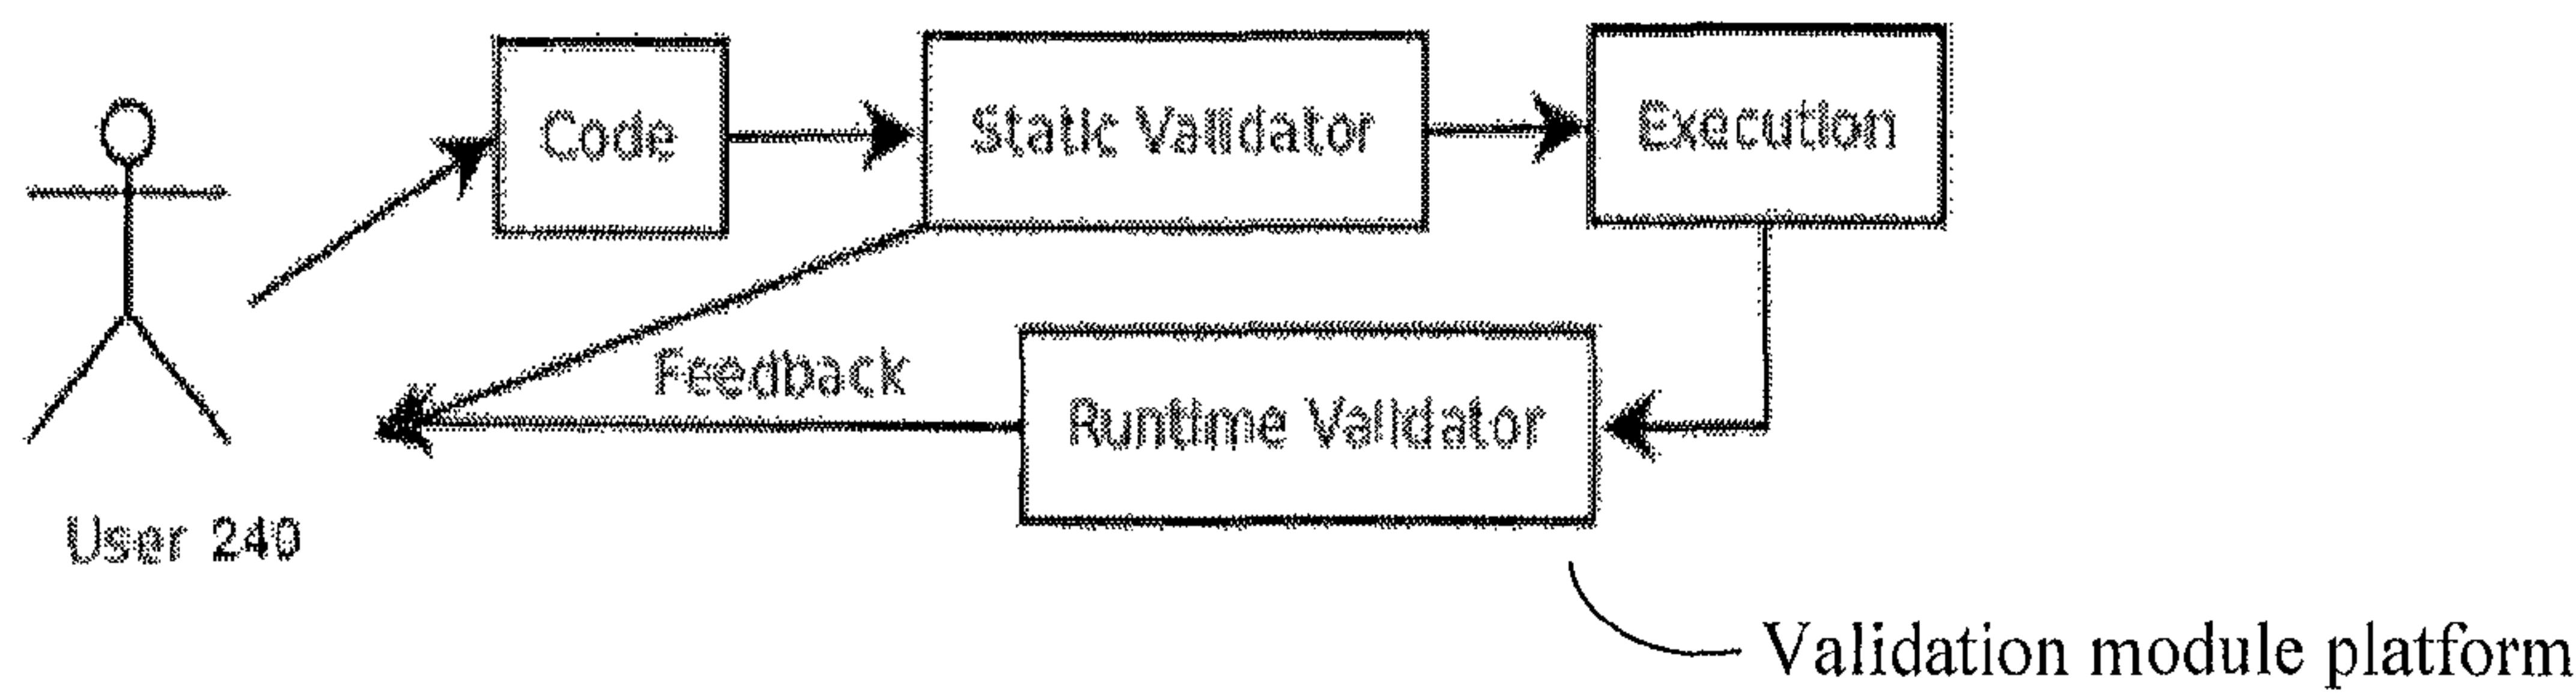 Code
Static Validator
Execution
Feedback
Runtime Validator
User 240
Validation module platform